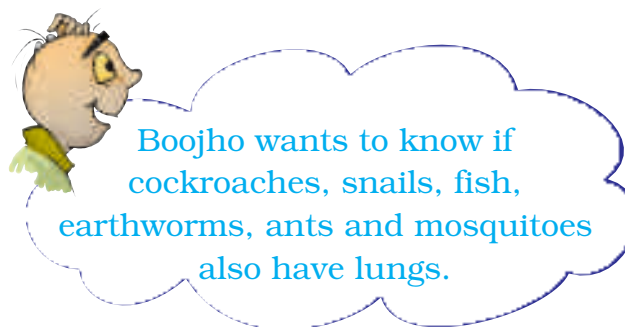 Boojho wants to know if
cockroaches, snails, fish,
earthworms, ants and mosquitoes
also have lungs.